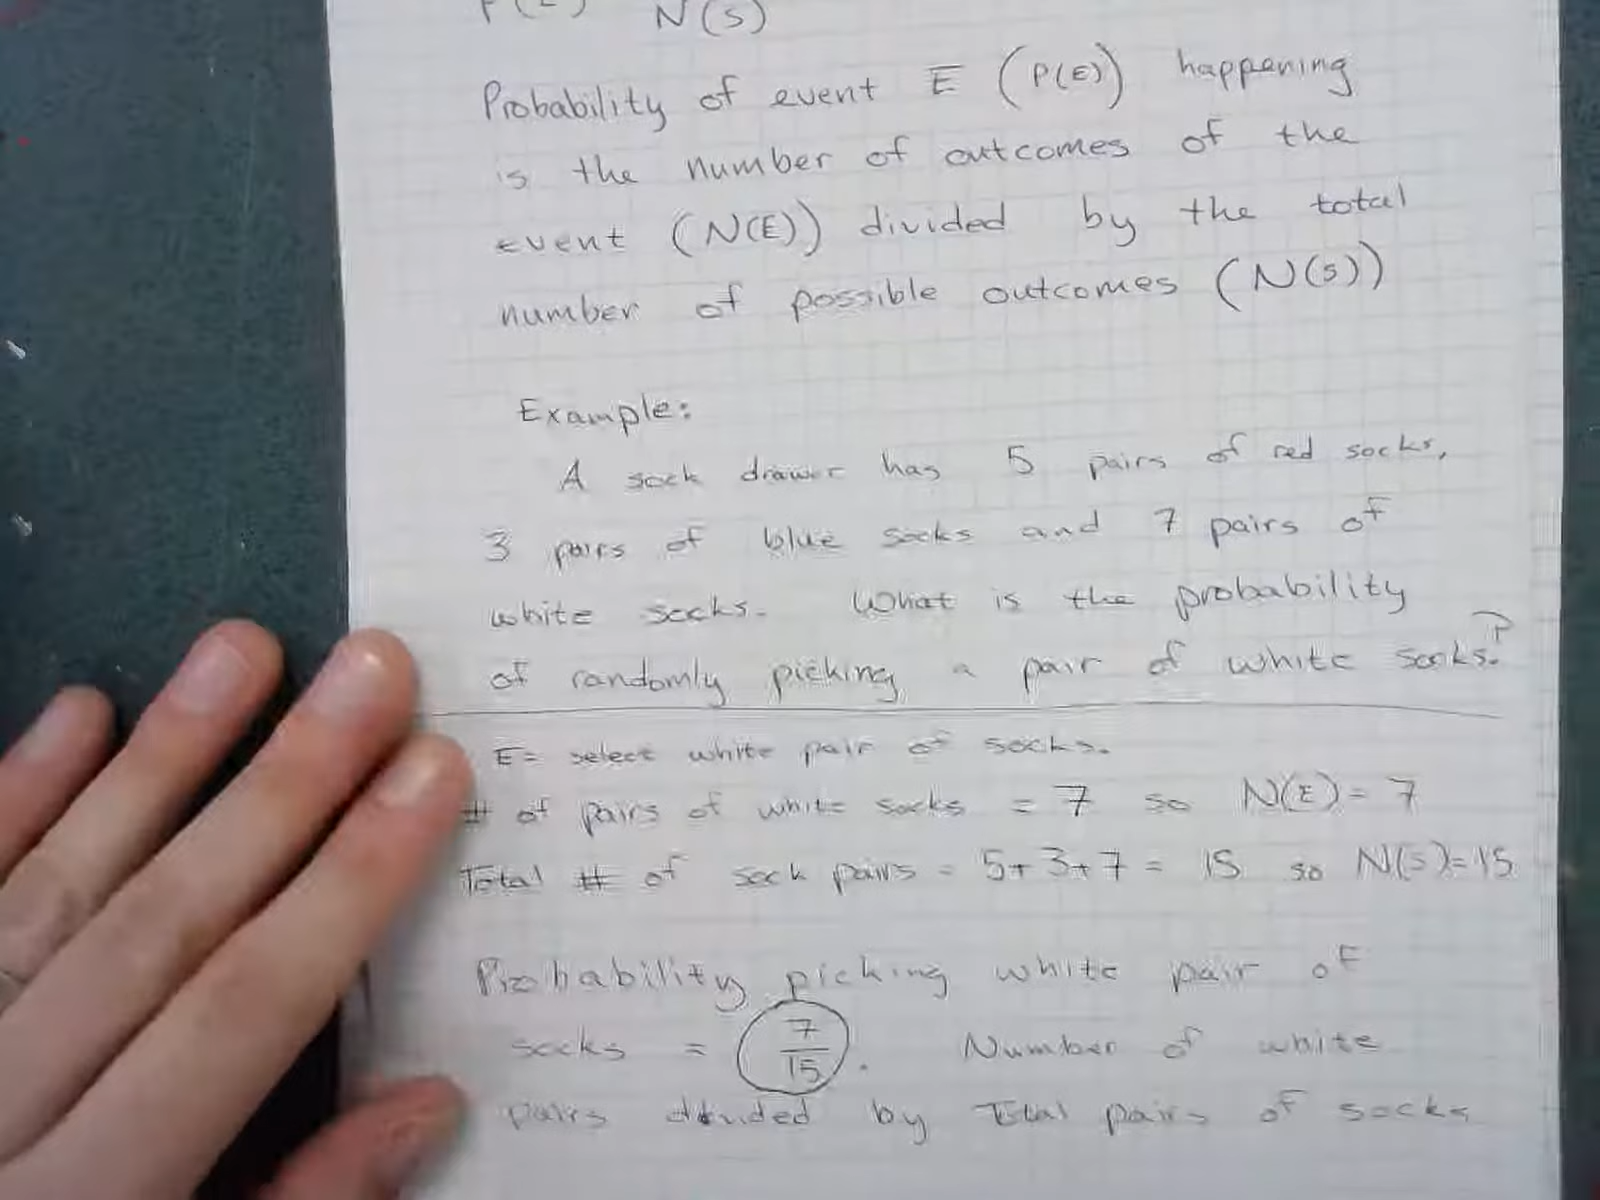 N(S)
Probability of event E (P(E)) happening
is the number of outcomes of the
event (N(E)) divided by the total
number of possible outcomes (N(S))
Example:
A sock drawer has 5 pairs of red socks,
3 pairs of blue socks and 7 pairs of
white socks. What is the probability
of randomly picking a pair of white socks?
E = select white pair of socks.
# of pairs of white socks = 7 so N(E) = 7
Total # of sock pairs = 5+3+7 = 15 so N(S)=15
Probability picking white pair of
socks = 7/15. Number of white
pairs divided by total pairs of socks